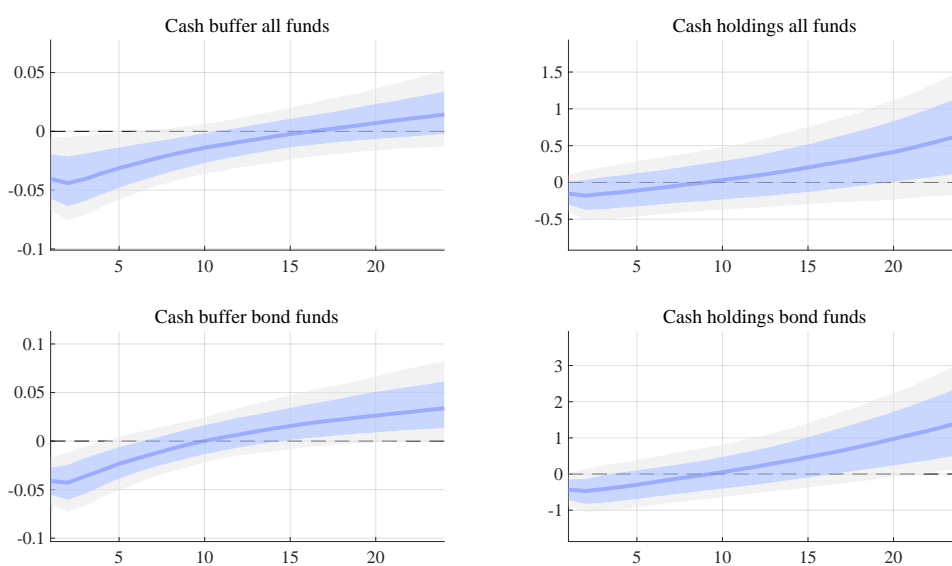 Cash buffer all funds
0.05
0
-0.05
-0.1
5 10 15 20
Cash holdings all funds
1.5
1
0.5
0
-0.5
5 10 15 20
Cash buffer bond funds
0.1
0.05
0
-0.05
-0.1
5 10 15 20
Cash holdings bond funds
3
2
1
0
-1
5 10 15 20